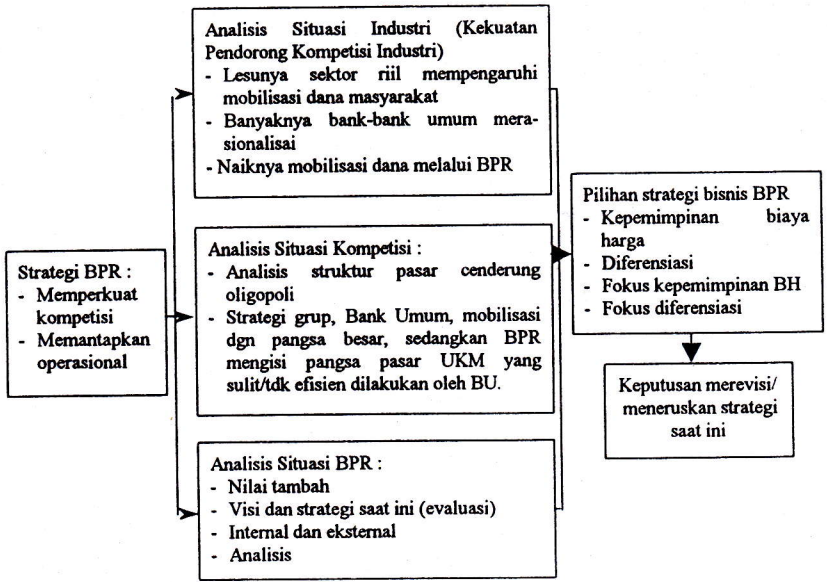 Strategi BPR :
- Memperkuat
kompetisi
- Memantapkan
operasional
Analisis Situasi Industri (Kekuatan
Pendorong Kompetisi Industri)
- Lesunya sektor riil mempengaruhi
mobilisasi dana masyarakat
- Banyaknya bank-bank umum mera-
sionalisai
- Naiknya mobilisasi dana melalui BPR
Analisis Situasi Kompetisi :
- Analisis struktur pasar cenderung
oligopoli
- Strategi grup, Bank Umum, mobilisasi
dgn pangsa besar, sedangkan BPR
mengisi pangsa pasar UKM yang
sulit/tdk efisien dilakukan oleh BU.
Analisis Situasi BPR :
- Nilai tambah
- Visi dan strategi saat ini (evaluasi)
- Internal dan eksternal
- Analisis
Pilihan strategi bisnis BPR
- Kepemimpinan biaya
harga
- Diferensiasi
- Fokus kepemimpinan BH
- Fokus diferensiasi
Keputusan merevisi/
meneruskan strategi
saat ini